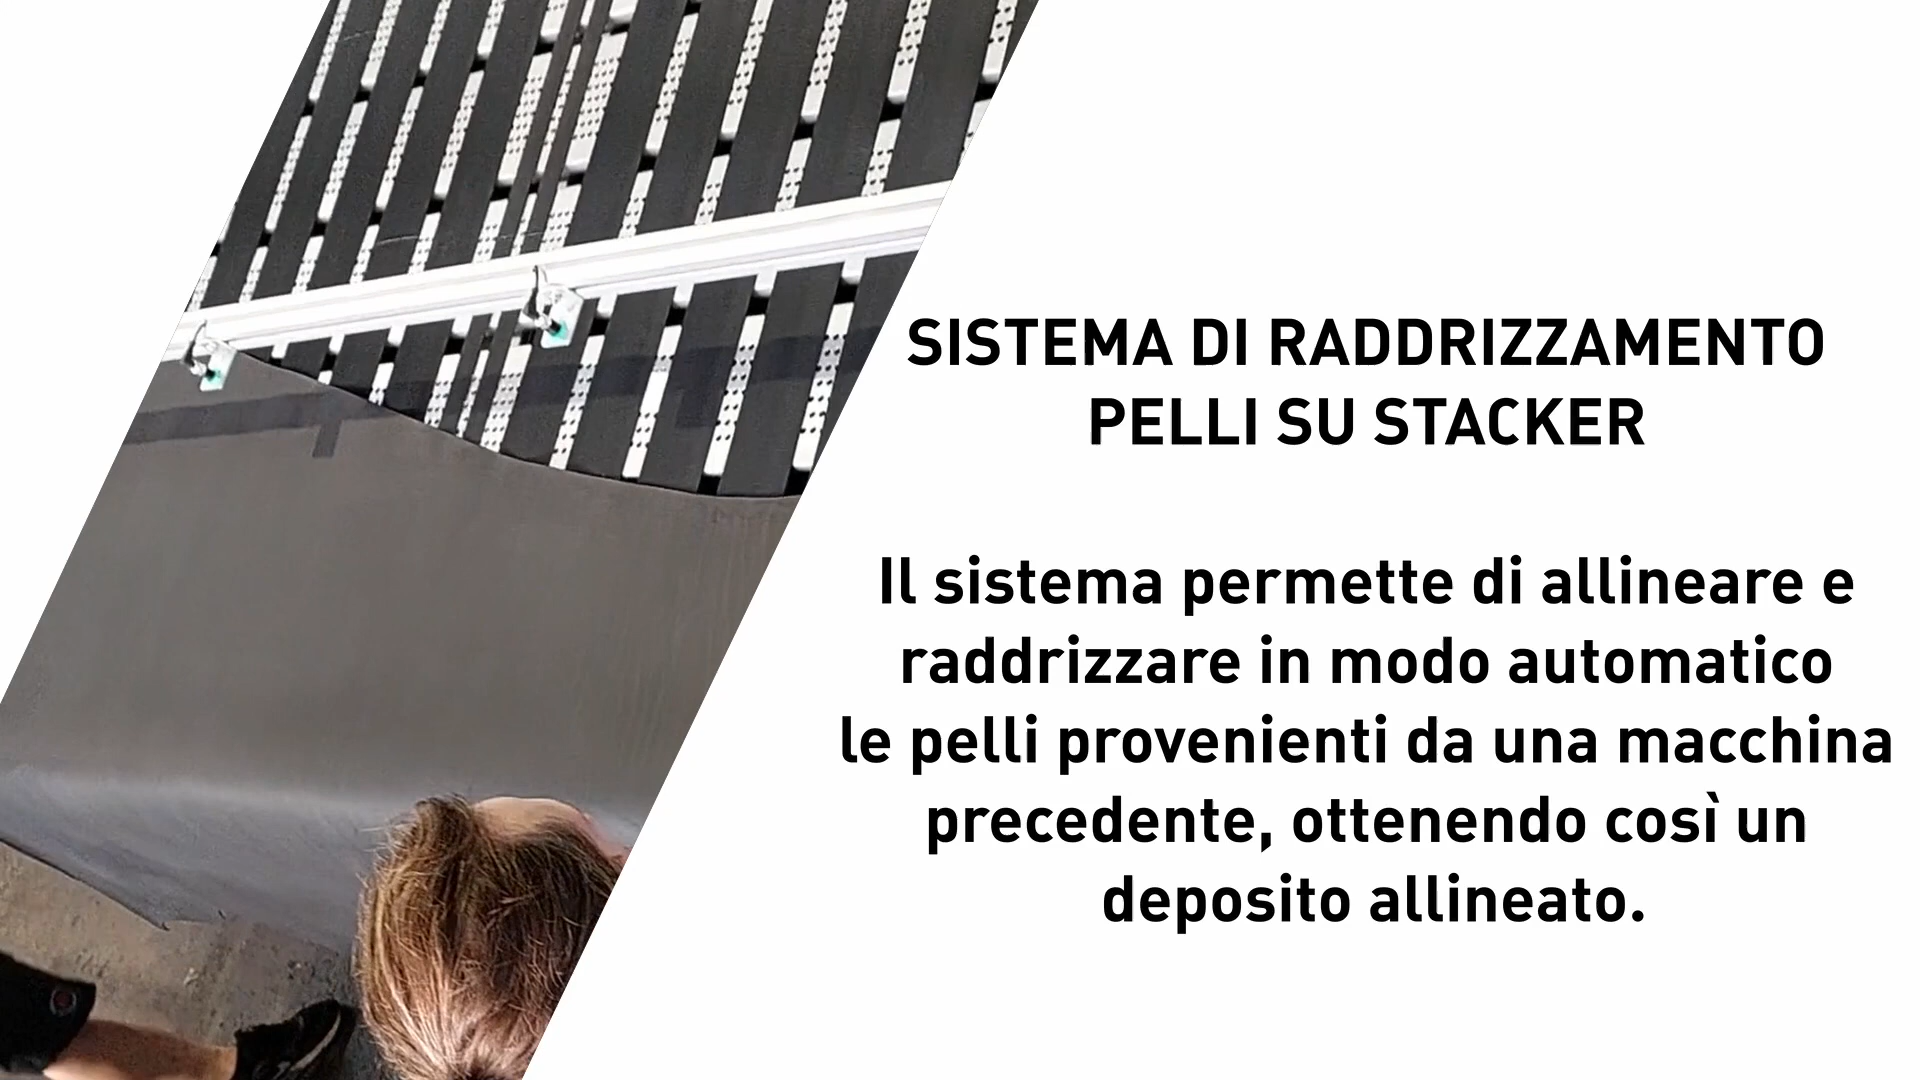 SISTEMA DI RADDRIZZAMENTO
PELLI SU STACKER
Il sistema permette di allineare e
raddrizzare in modo automatico
le pelli provenienti da una macchina
precedente, ottenendo così un
deposito allineato.